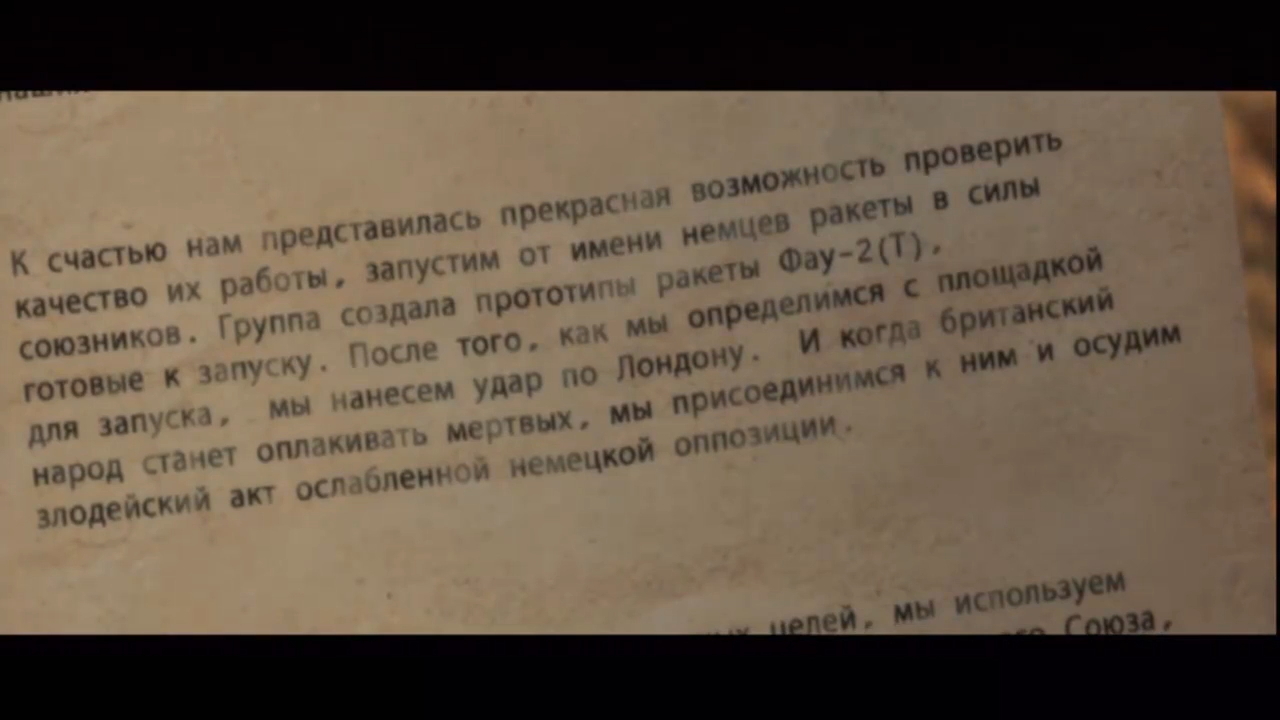 К счастью нам представилась прекрасная возможность проверить
качество их работы, запустим от имени немцев ракеты в силы
союзников. Группа создала прототипы ракеты Фау-2(Т),
готовые к запуску. После того, как мы определимся с площадкой
для запуска, мы нанесем удар по Лондону. И когда британский
народ станет оплакивать мертвых, мы присоединимся к ним и осудим
злодейский акт ослабленной немецкой оппозиции.
целей, мы используем
Союза,